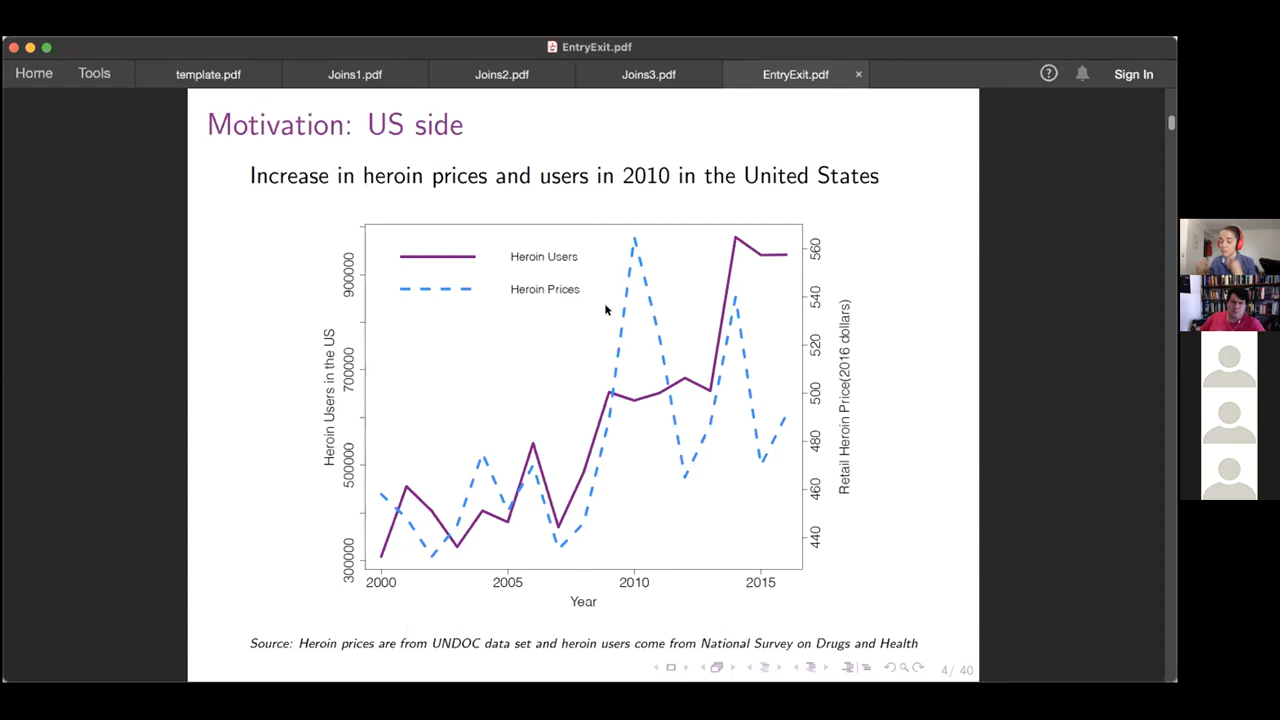 EntryExit.pdf
Home Tools template.pdf Joins1.pdf Joins2.pdf Joins3.pdf EntryExit.pdf × ? Sign In
Motivation: US side
Increase in heroin prices and users in 2010 in the United States
Heroin Users
Heroin Prices
Heroin Users in the US
300000 500000 700000 900000
Retail Heroin Price(2016 dollars)
440 460 480 500 520 540 560
2000 2005 2010 2015
Year
Source: Heroin prices are from UNDOC data set and heroin users come from National Survey on Drugs and Health
4 / 40